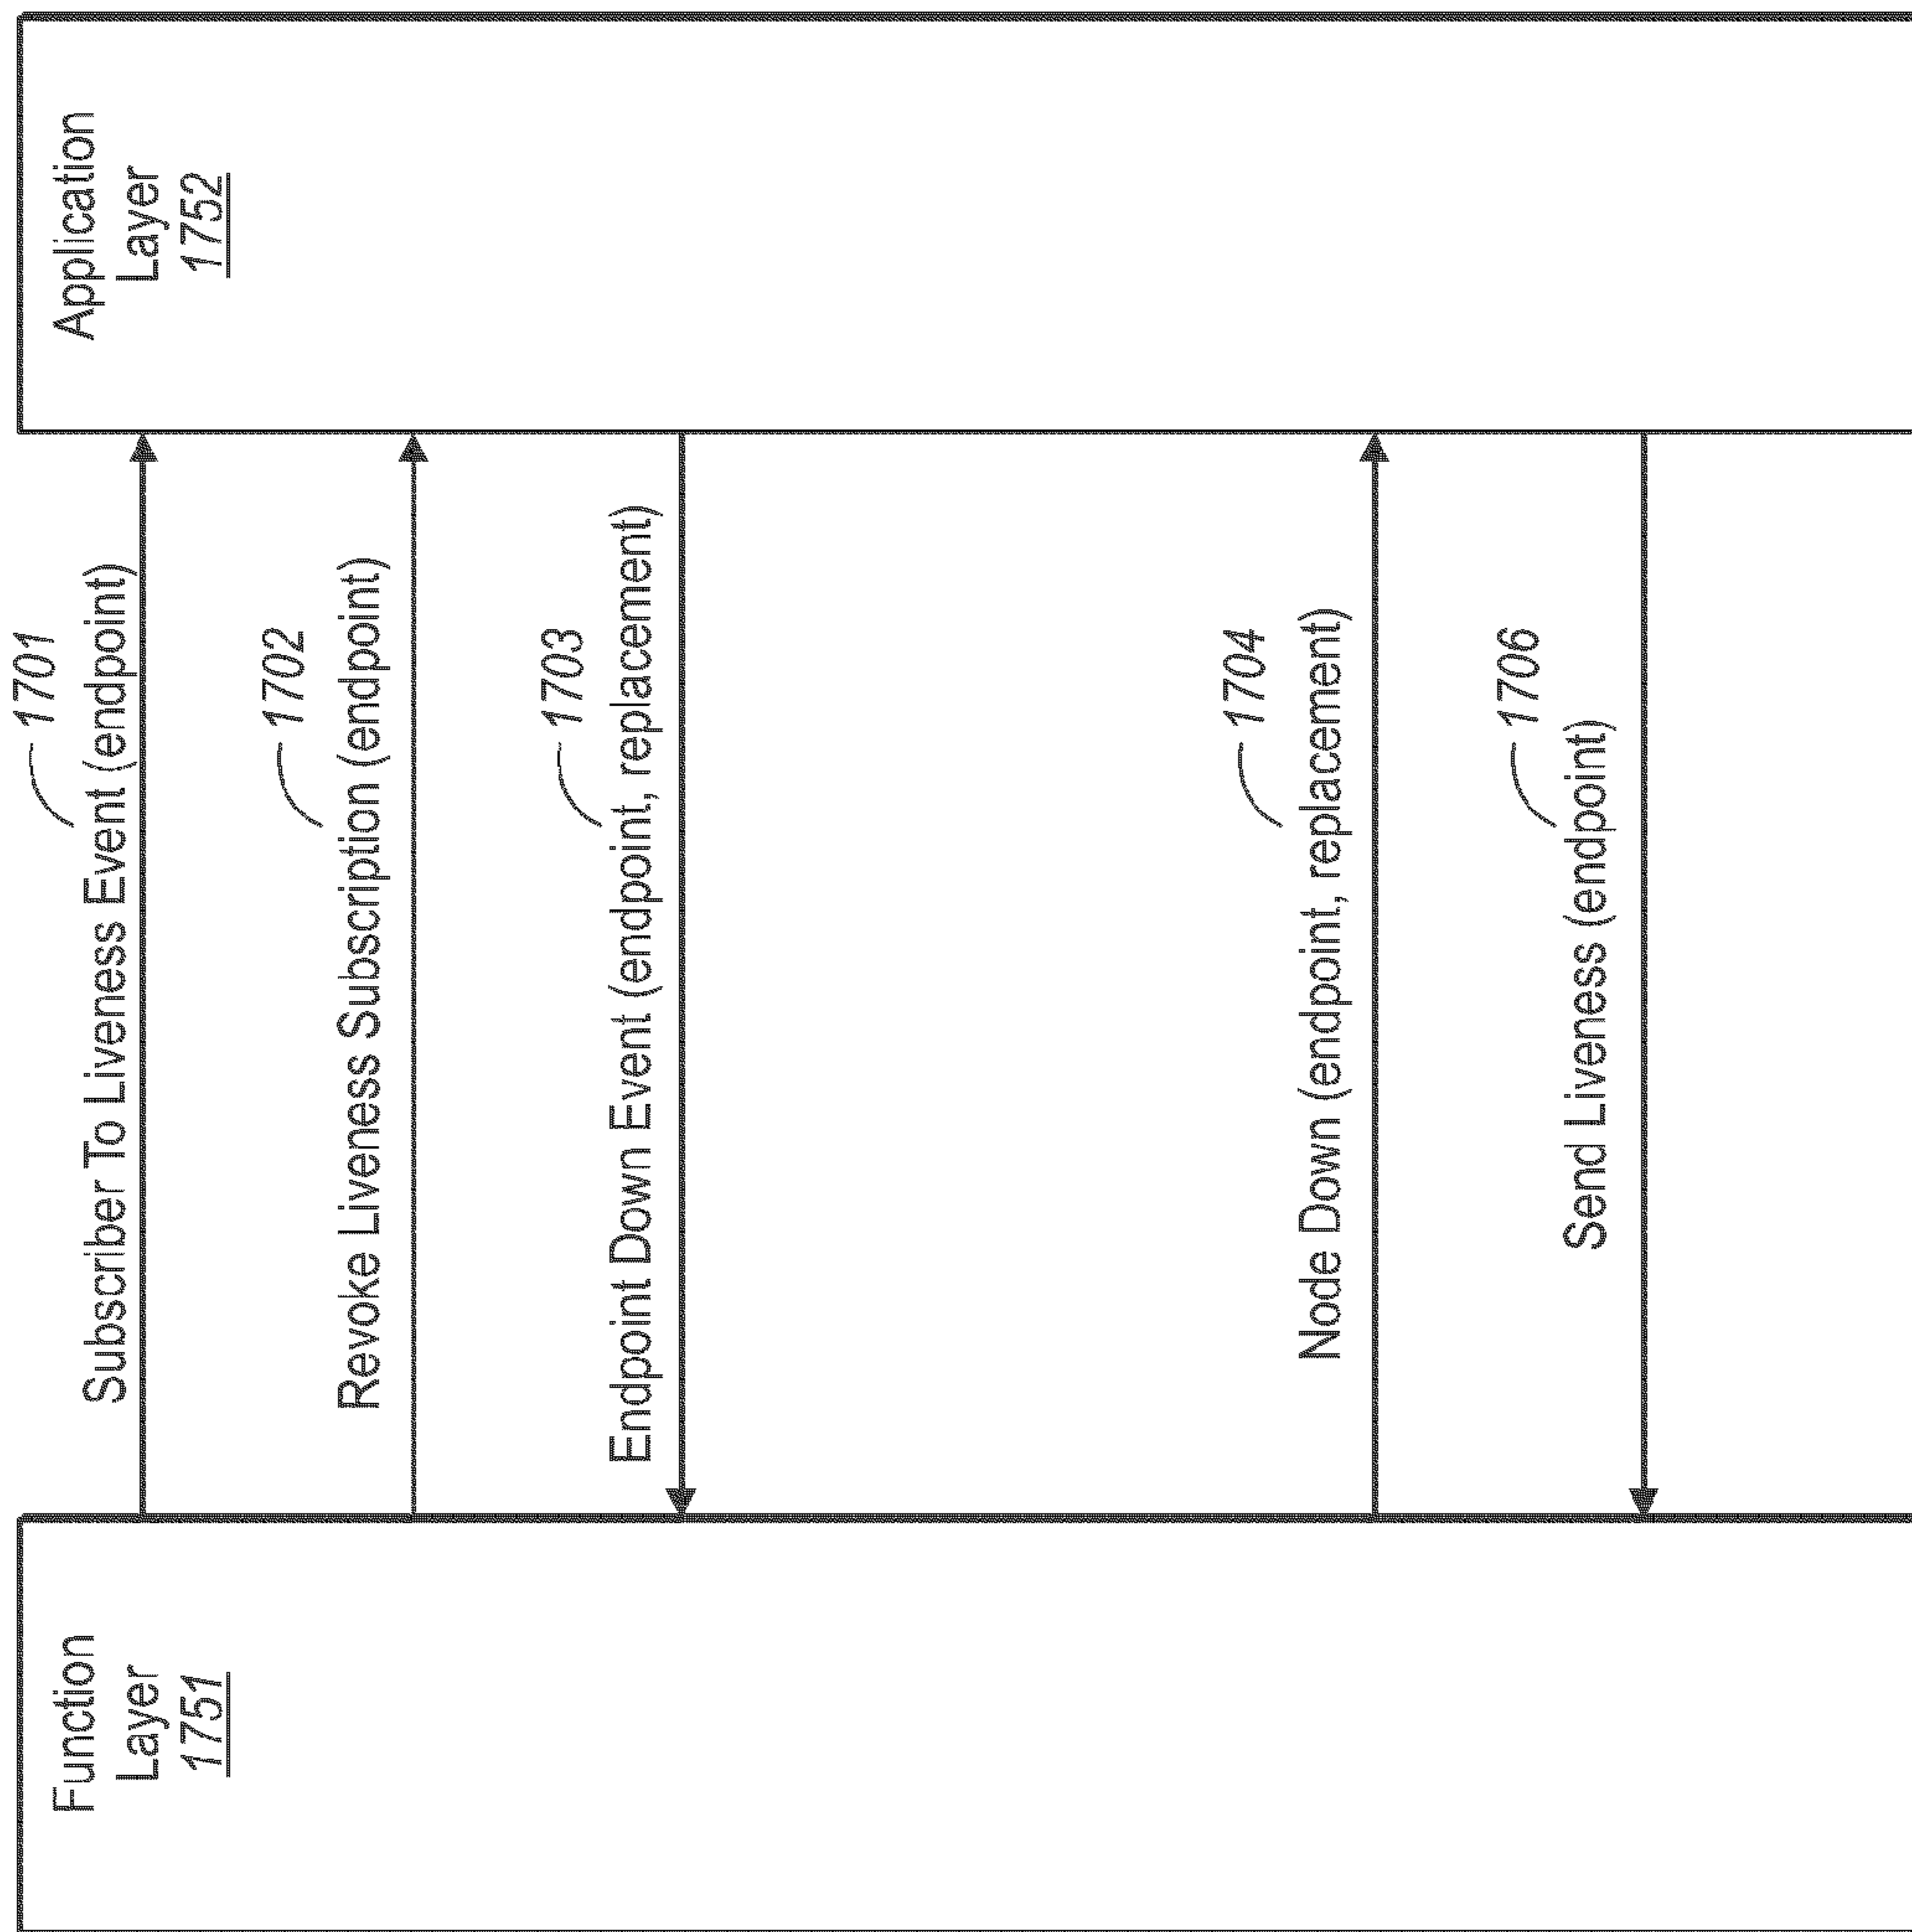 Function
Layer
1751
Application
Layer
1752
1701
Subscriber To Liveness Event (endpoint)
1702
Revoke Liveness Subscription (endpoint)
1703
Endpoint Down Event (endpoint, replacement)
1704
Node Down (endpoint, replacement)
1706
Send Liveness (endpoint)